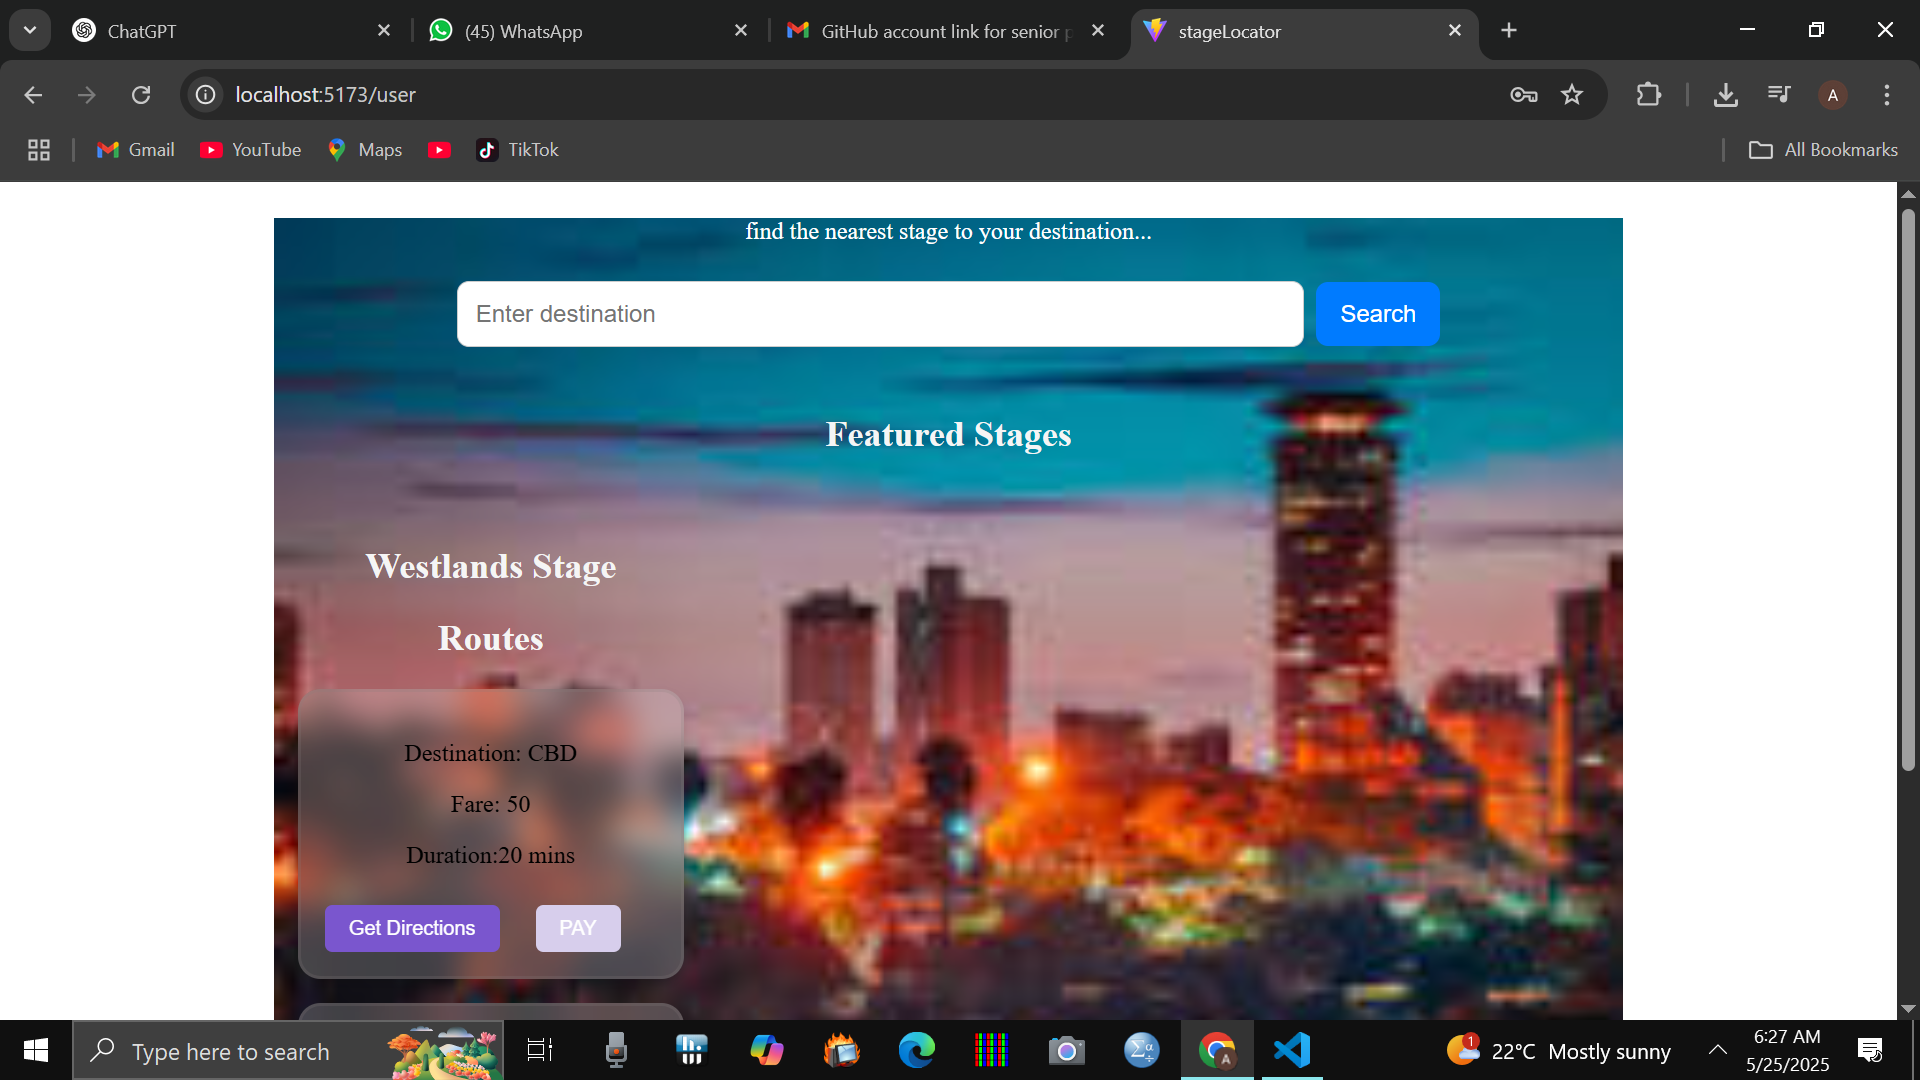 ChatGPT
(45) WhatsApp
GitHub account link for senior p
stageLocator
localhost:5173/user
A
Gmail
YouTube
Maps
TikTok
All Bookmarks
find the nearest stage to your destination...
Enter destination
Search
Featured Stages
Westlands Stage
Routes
Destination: CBD
Fare: 50
Duration:20 mins
Get Directions
PAY
Type here to search
A
1
22°C Mostly sunny
6:27 AM
5/25/2025